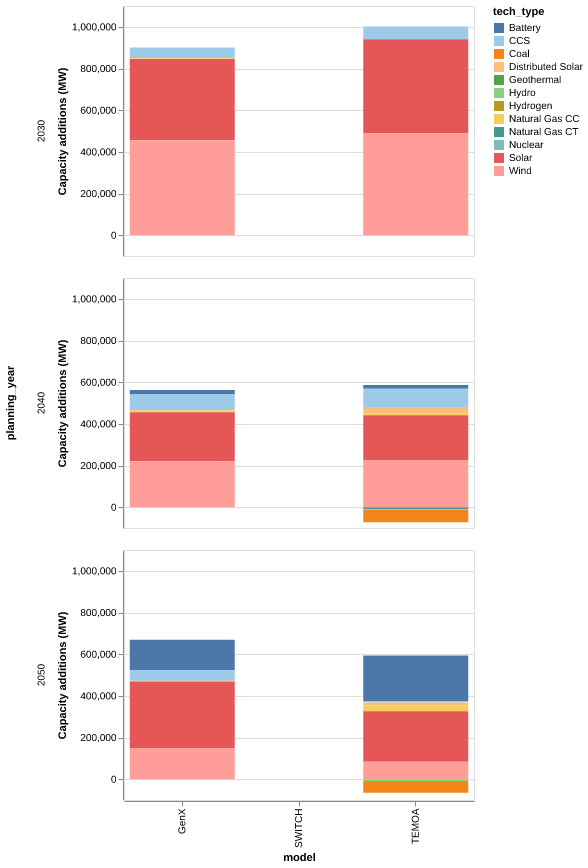 tech_type
Battery
CCS
Coal
Distributed Solar
Geothermal
Hydro
Hydrogen
Natural Gas CC
Natural Gas CT
Nuclear
Solar
Wind
planning_year
2030
Capacity additions (MW)
1,000,000
800,000
600,000
400,000
200,000
0
2040
Capacity additions (MW)
1,000,000
800,000
600,000
400,000
200,000
0
2050
Capacity additions (MW)
1,000,000
800,000
600,000
400,000
200,000
0
GenX
SWITCH
TEMOA
model